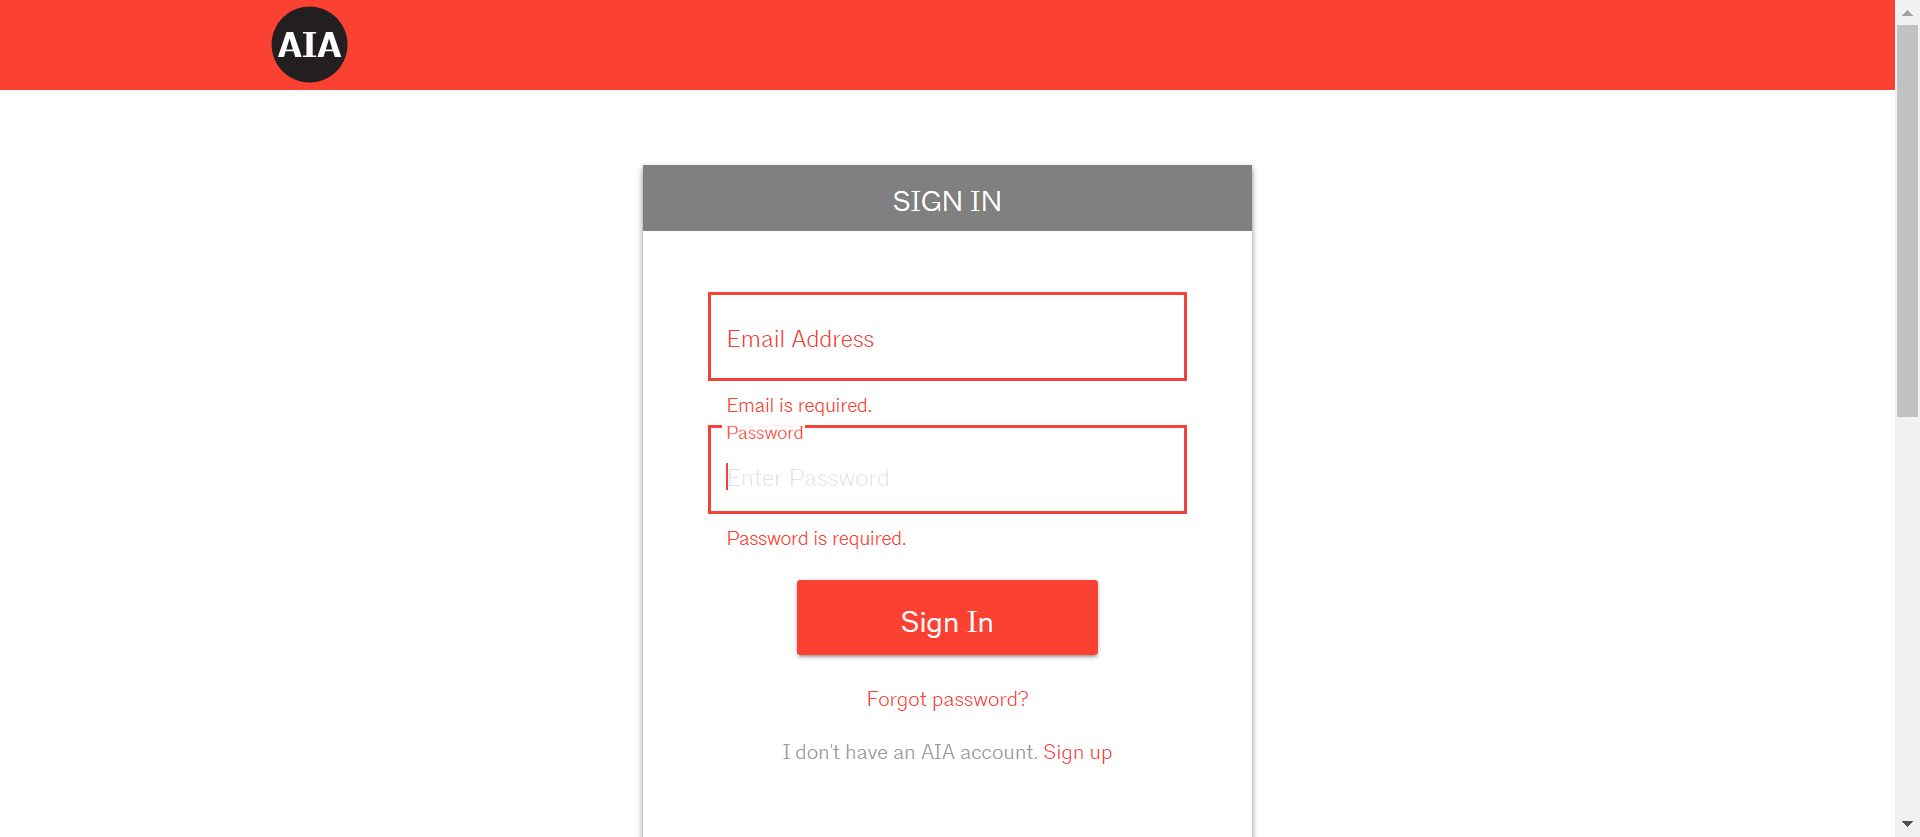 AIA
SIGN IN
Email Address
Email is required.
Password
Enter Password
Password is required.
Sign In
Forgot password?
I don't have an AIA account. Sign up